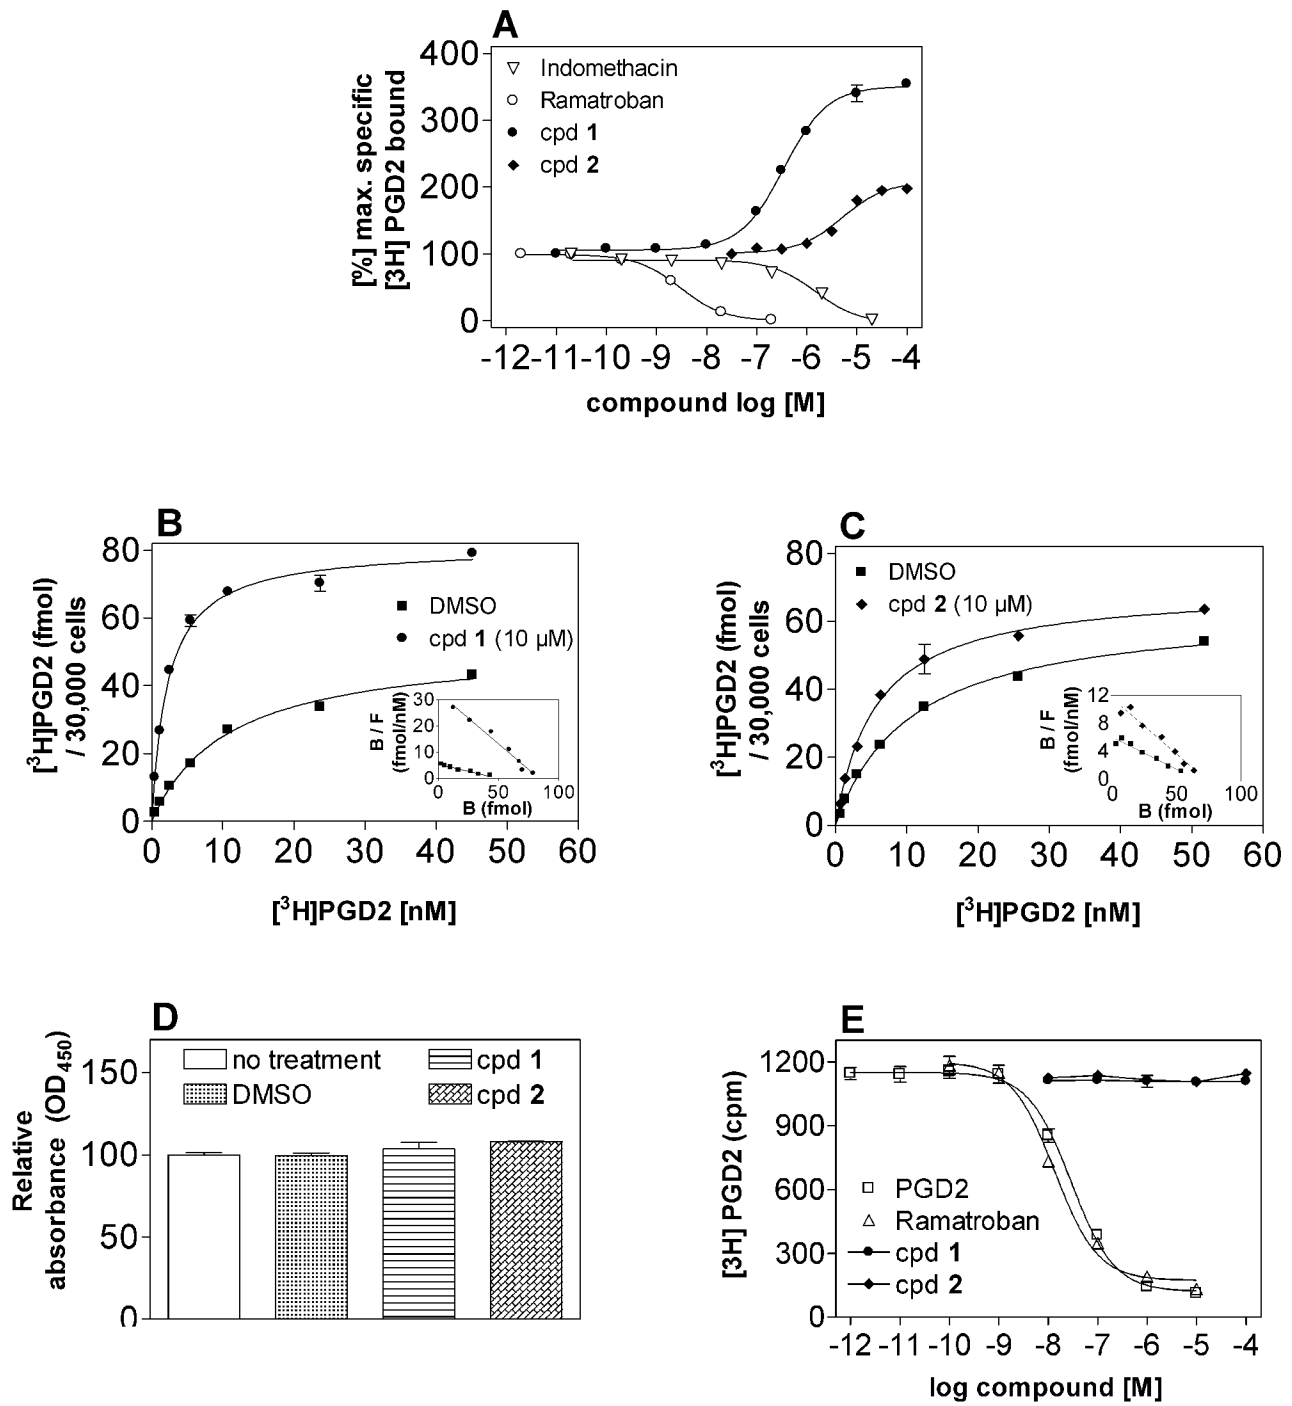 A
[%] max. specific
[3H] PGD2 bound
400
300
200
100
0
Indomethacin
Ramatroban
cpd 1
cpd 2
-12 -11 -10 -9 -8 -7 -6 -5 -4
compound log [M]
B
[³H]PGD2 (fmol)
/ 30,000 cells
80
60
40
20
0
DMSO
cpd 1 (10 µM)
B / F
(fmol/nM)
30
20
10
0
0 50 100
B (fmol)
0 10 20 30 40 50 60
[³H]PGD2 [nM]
C
[³H]PGD2 (fmol)
/ 30,000 cells
80
60
40
20
0
DMSO
cpd 2 (10 µM)
B / F
(fmol/nM)
12
8
4
0
0 50 100
B (fmol)
0 10 20 30 40 50 60
[³H]PGD2 [nM]
D
Relative
absorbance (OD₄₅₀)
150
100
50
0
no treatment
DMSO
cpd 1
cpd 2
E
[3H] PGD2 (cpm)
1200
900
600
300
0
PGD2
Ramatroban
cpd 1
cpd 2
-12 -11 -10 -9 -8 -7 -6 -5 -4
log compound [M]